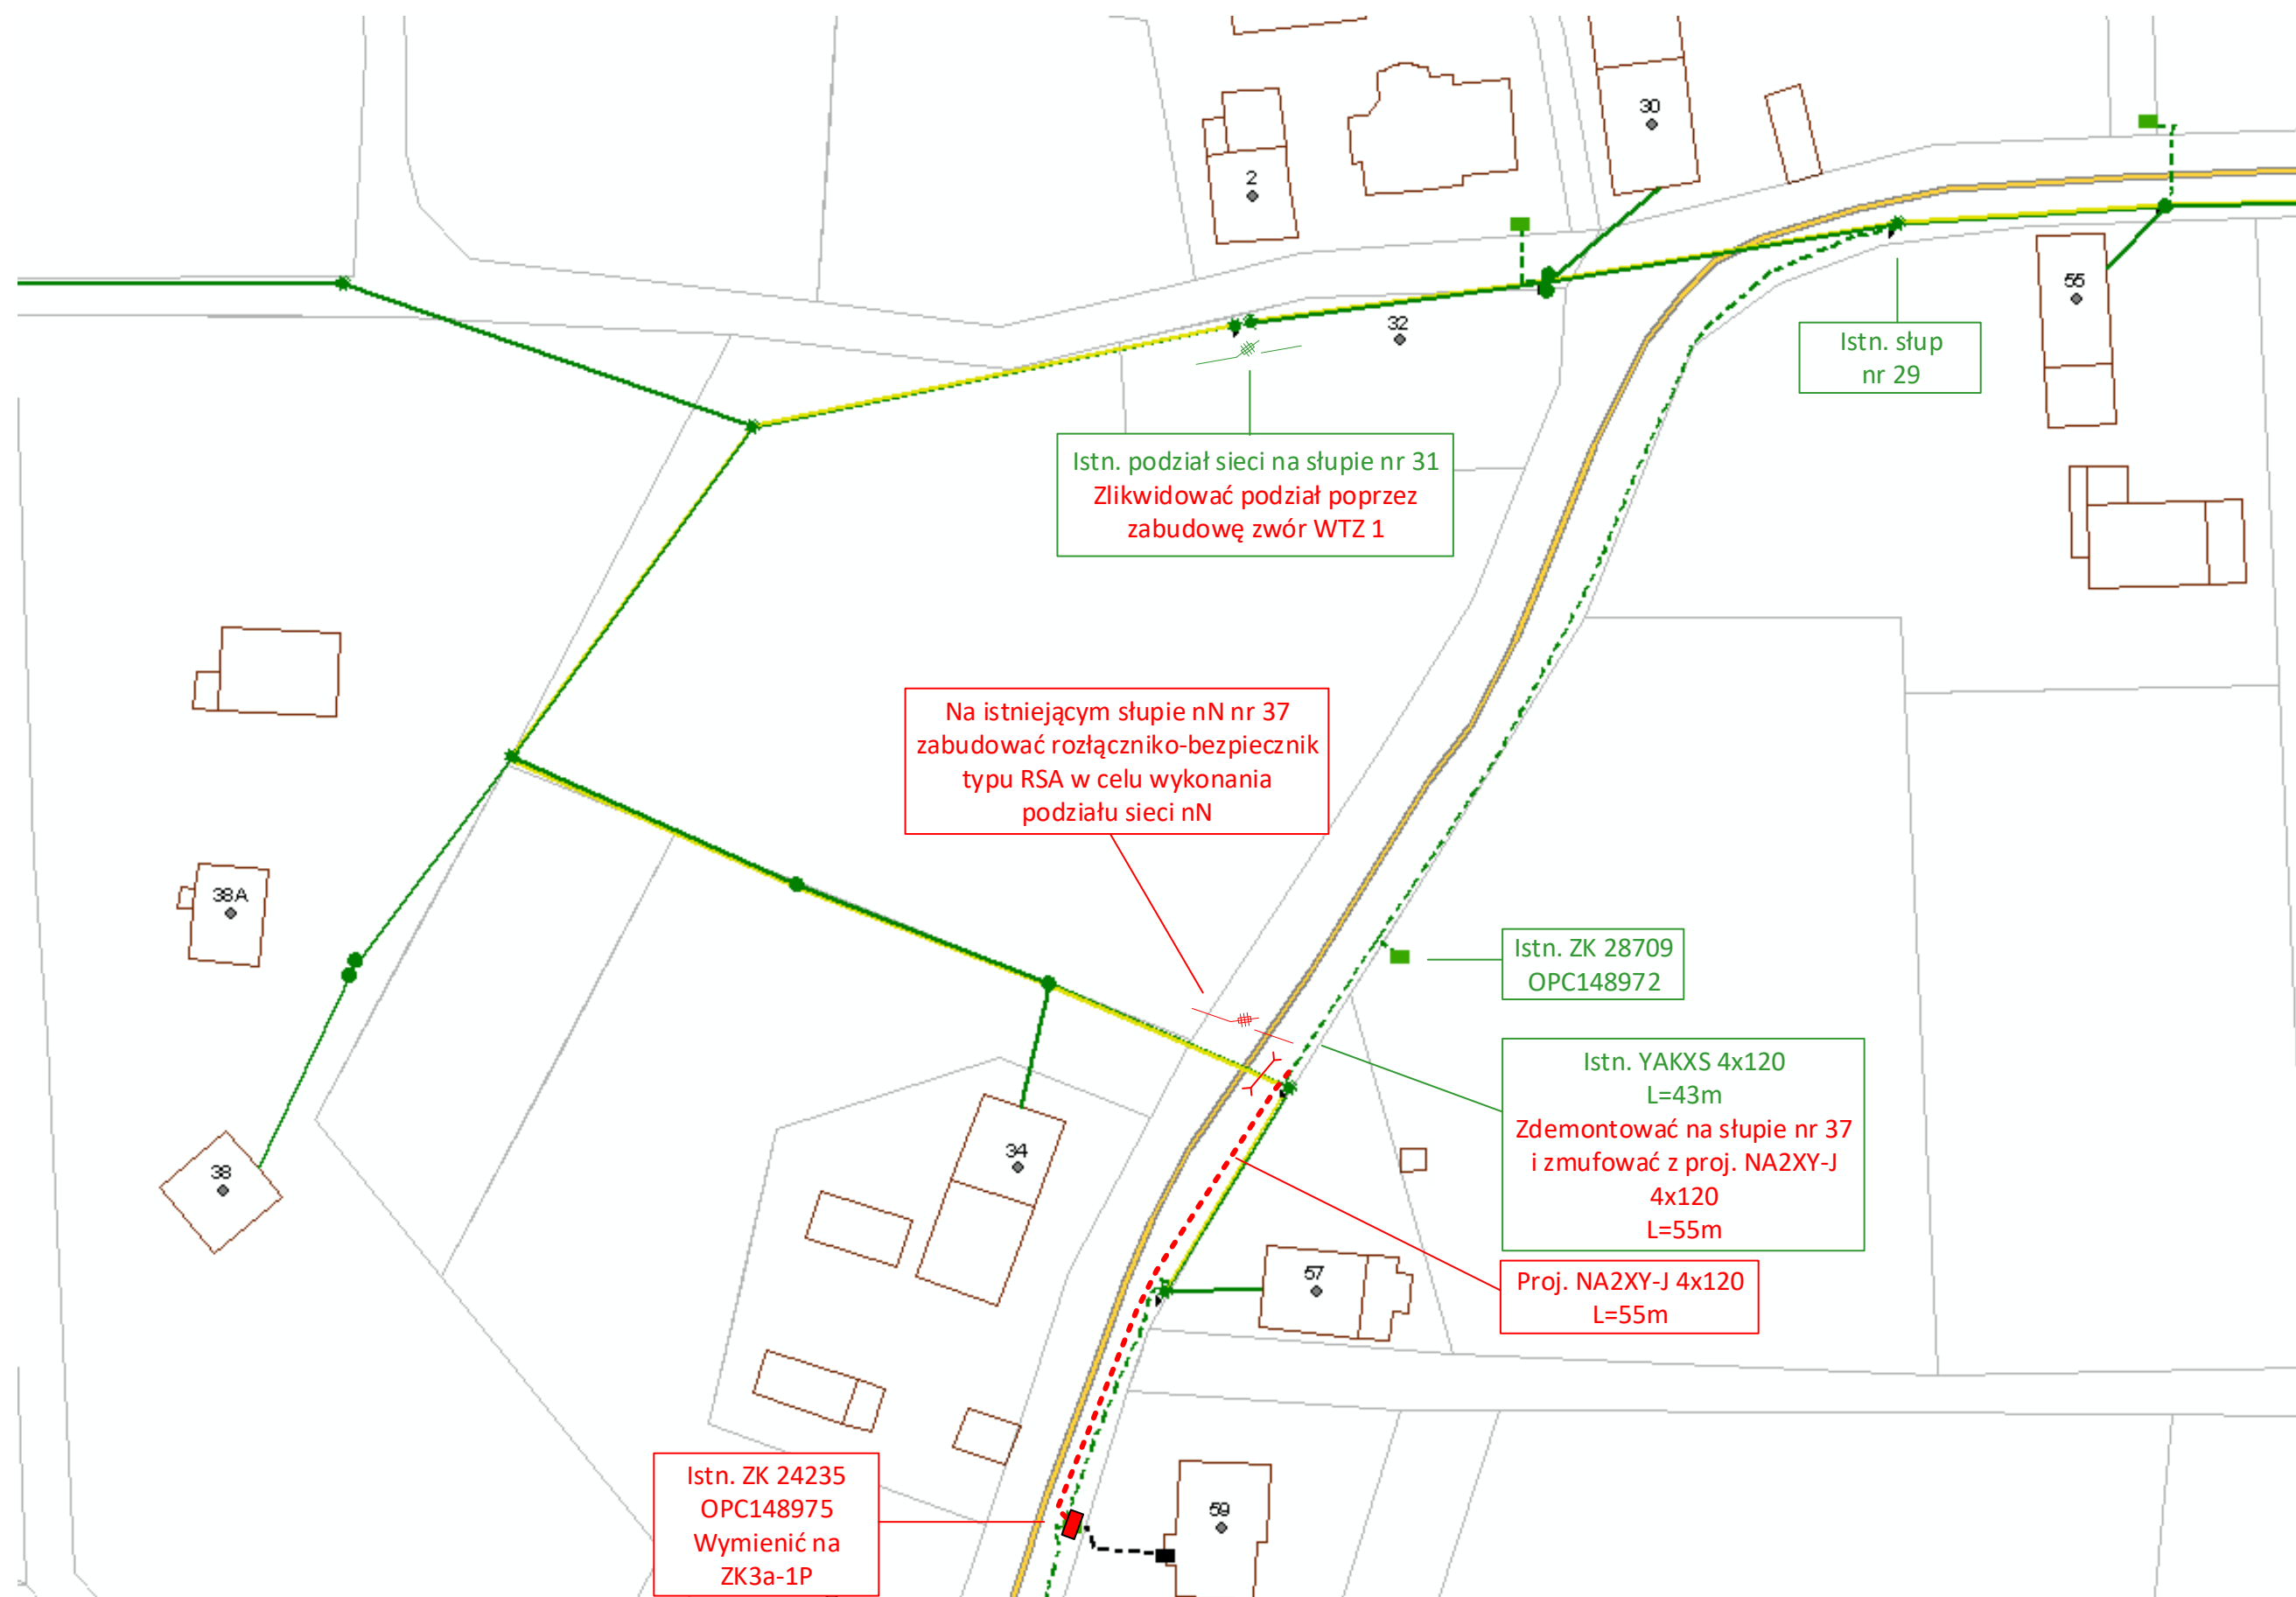 30
2
55
32
Istn. słup
nr 29
Istn. podział sieci na słupie nr 31
Zlikwidować podział poprzez
zabudowę zwór WTZ 1
Na istniejącym słupie nN nr 37
zabudować rozłączniko-bezpiecznik
typu RSA w celu wykonania
podziału sieci nN
38A
Istn. ZK 28709
OPC148972
Istn. YAKXS 4x120
L=43m
Zdemontować na słupie nr 37
i zmufować z proj. NA2XY-J
4x120
L=55m
34
38
57
Proj. NA2XY-J 4x120
L=55m
Istn. ZK 24235
OPC148975
Wymienić na
ZK3a-1P
59